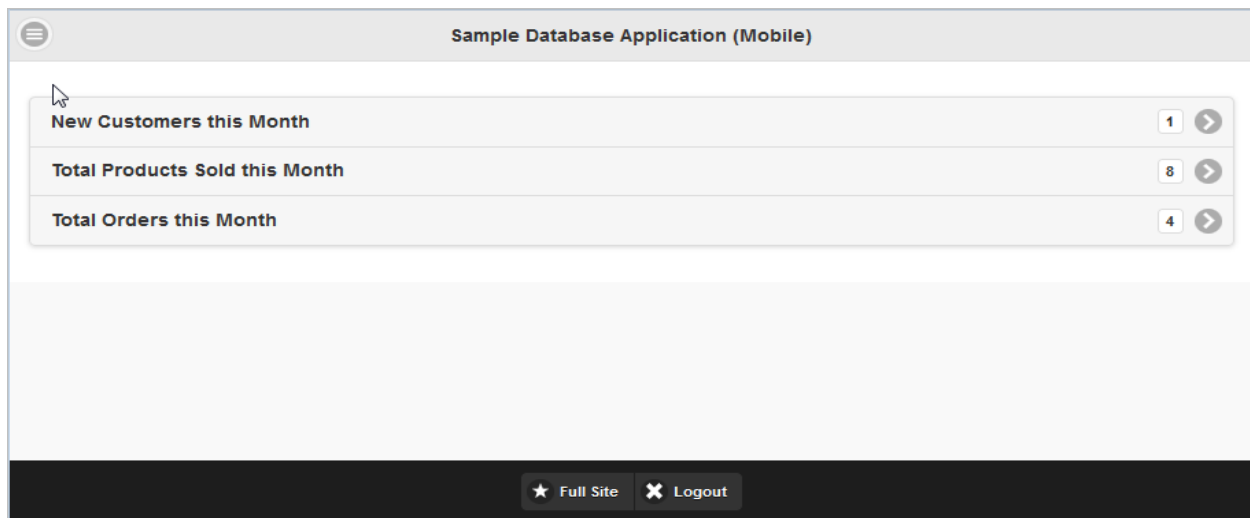 Sample Database Application (Mobile)
New Customers this Month 1
Total Products Sold this Month 8
Total Orders this Month 4
Full Site Logout